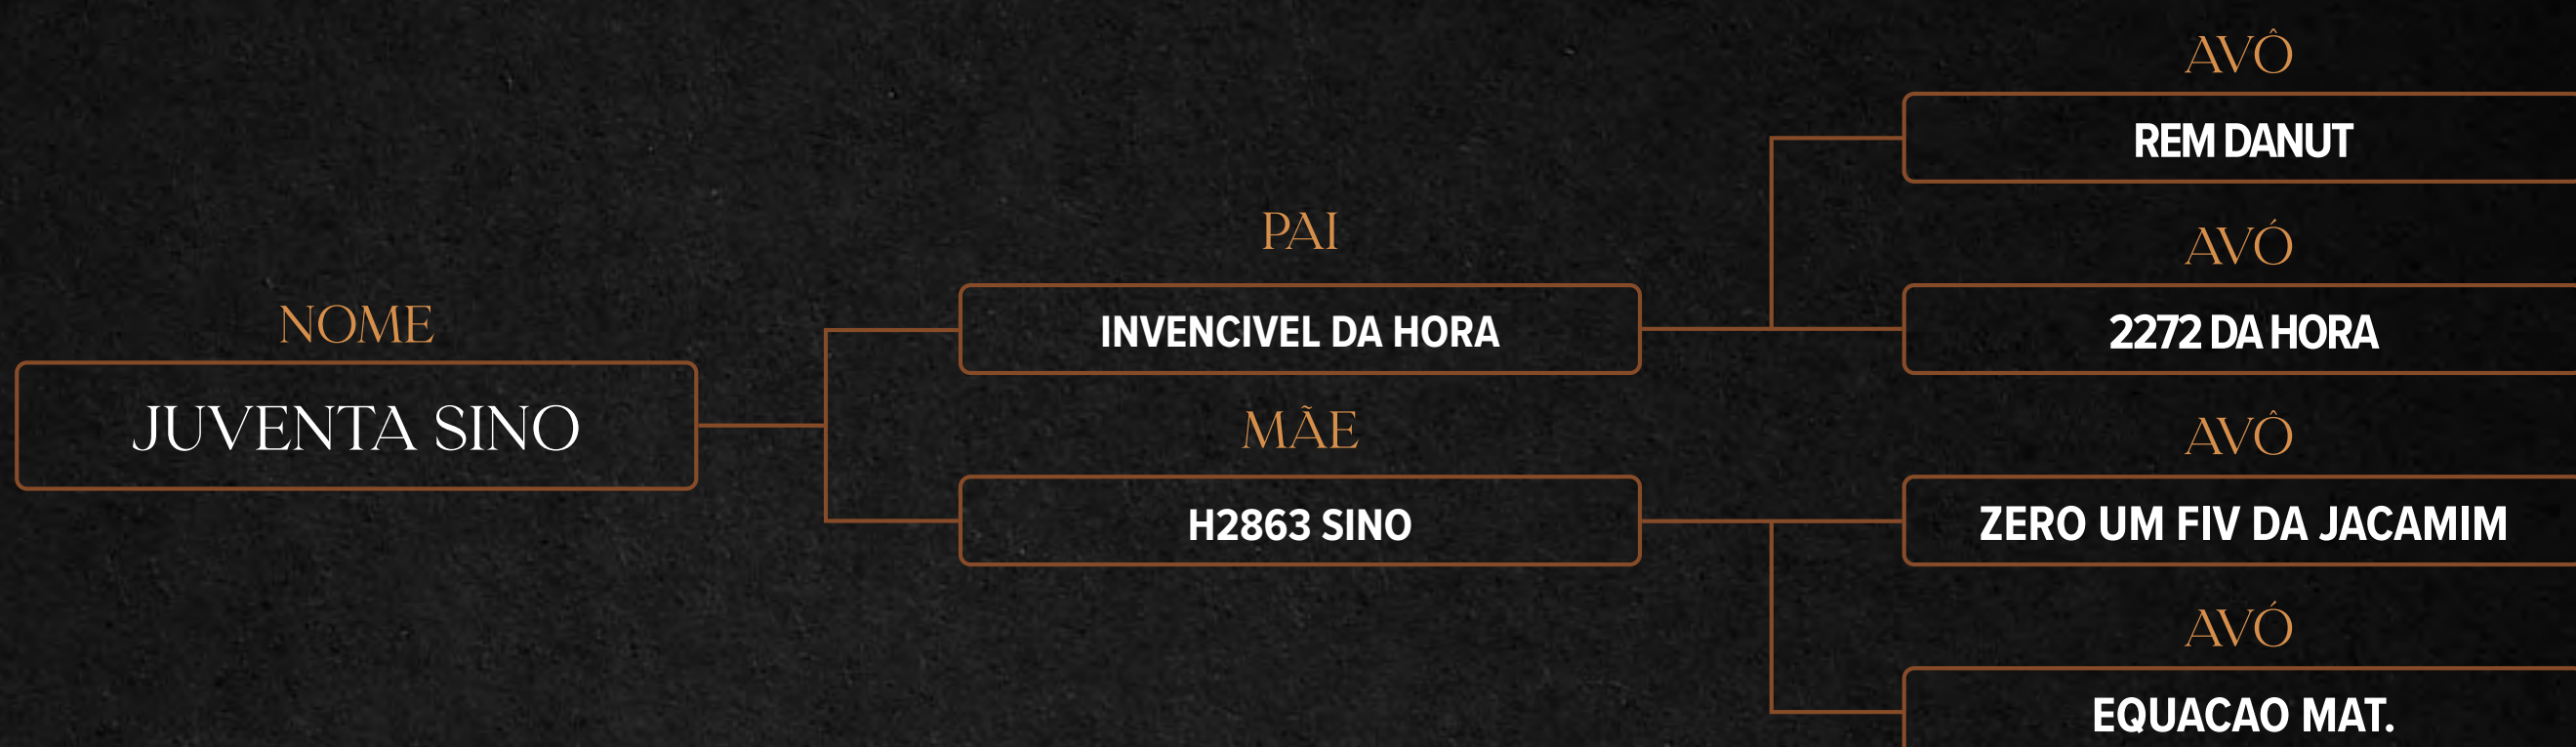 NOME
JUVENTA SINO
PAI
INVENCIVEL DA HORA
MÃE
H2863 SINO
AVÔ
REM DANUT
AVÓ
2272 DA HORA
AVÔ
ZERO UM FIV DA JACAMIM
AVÓ
EQUACAO MAT.